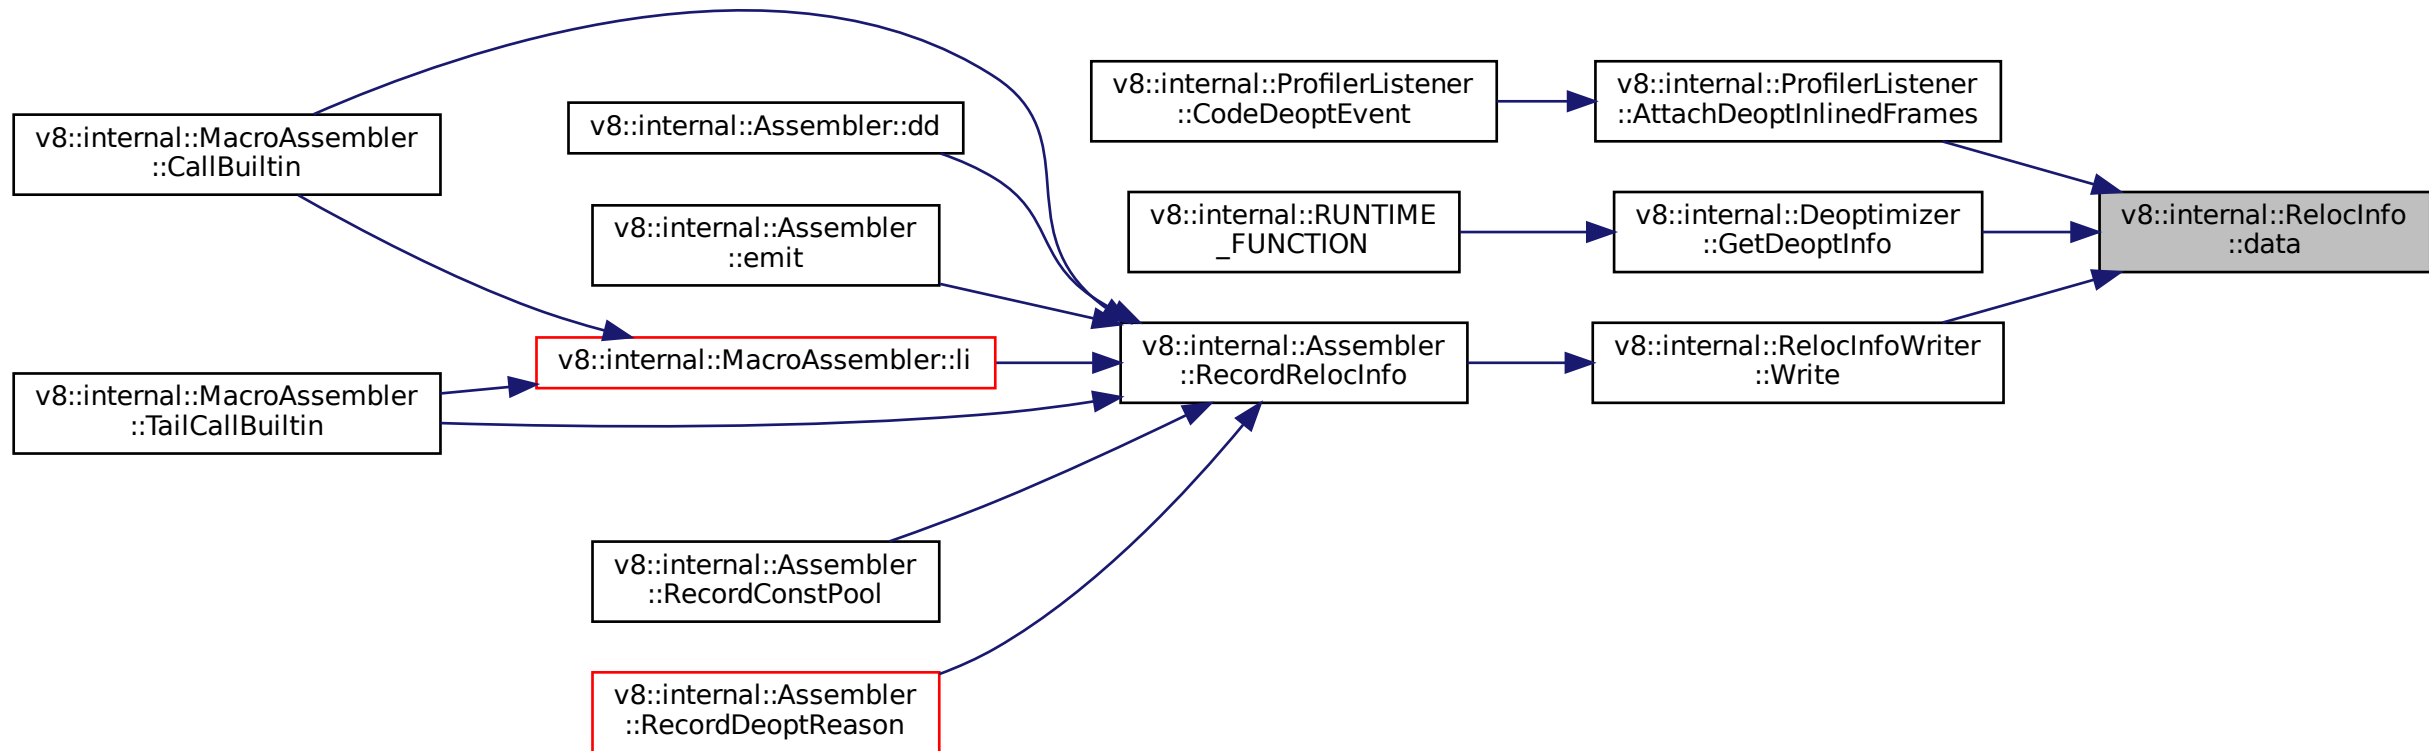 v8::internal::MacroAssembler
::CallBuiltin
v8::internal::MacroAssembler
::TailCallBuiltin
v8::internal::Assembler::dd
v8::internal::Assembler
::emit
v8::internal::MacroAssembler::li
v8::internal::Assembler
::RecordConstPool
v8::internal::Assembler
::RecordDeoptReason
v8::internal::ProfilerListener
::CodeDeoptEvent
v8::internal::RUNTIME
_FUNCTION
v8::internal::Assembler
::RecordRelocInfo
v8::internal::ProfilerListener
::AttachDeoptInlinedFrames
v8::internal::Deoptimizer
::GetDeoptInfo
v8::internal::RelocInfoWriter
::Write
v8::internal::RelocInfo
::data